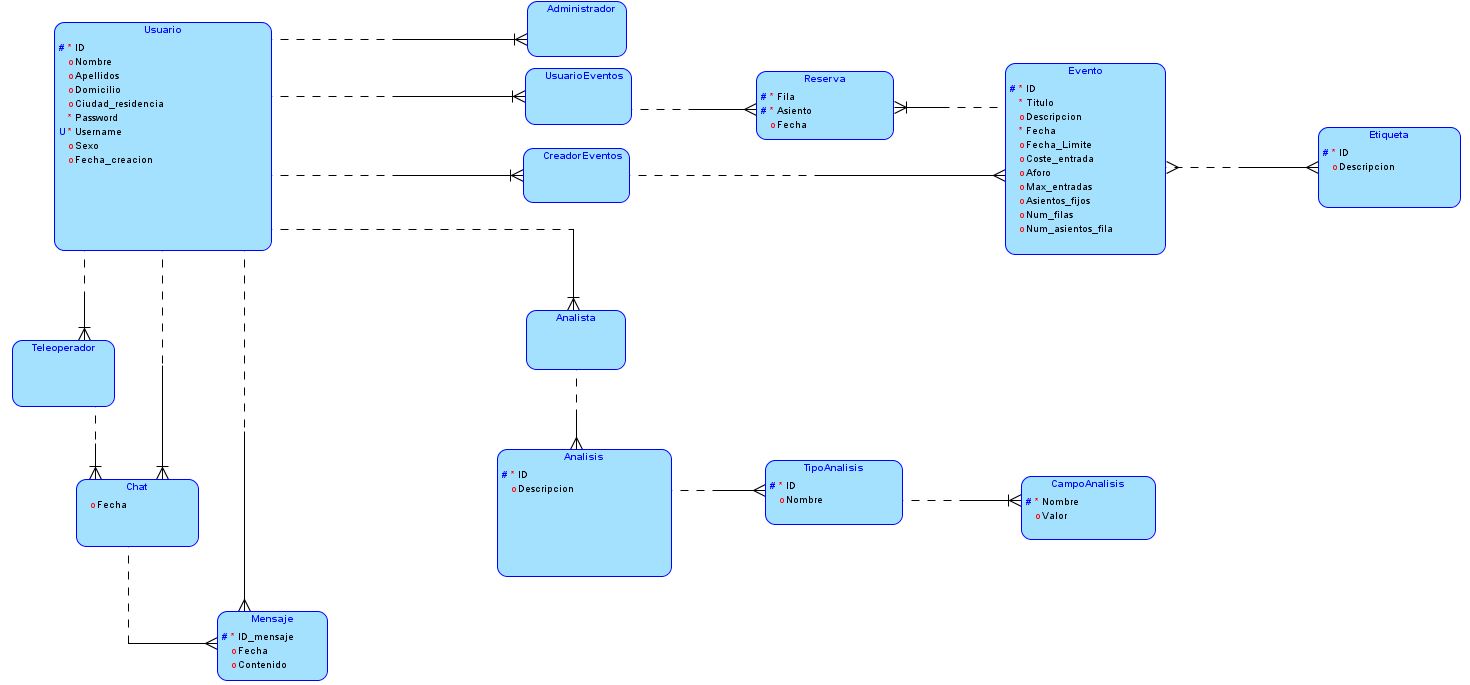 Usuario
# * ID
o Nombre
o Apellidos
o Domicilio
o Ciudad_residencia
* Password
U * Username
o Sexo
o Fecha_creacion
Administrador
UsuarioEventos
CreadorEventos
Reserva
# * Fila
# * Asiento
o Fecha
Evento
# * ID
* Titulo
o Descripcion
* Fecha
o Fecha_Limite
o Coste_entrada
o Aforo
o Max_entradas
o Asientos_fijos
o Num_filas
o Num_asientos_fila
Etiqueta
# * ID
o Descripcion
Teleoperador
Analista
Chat
o Fecha
Analisis
# * ID
o Descripcion
TipoAnalisis
# * ID
o Nombre
CampoAnalisis
# * Nombre
o Valor
Mensaje
# * ID_mensaje
o Fecha
o Contenido